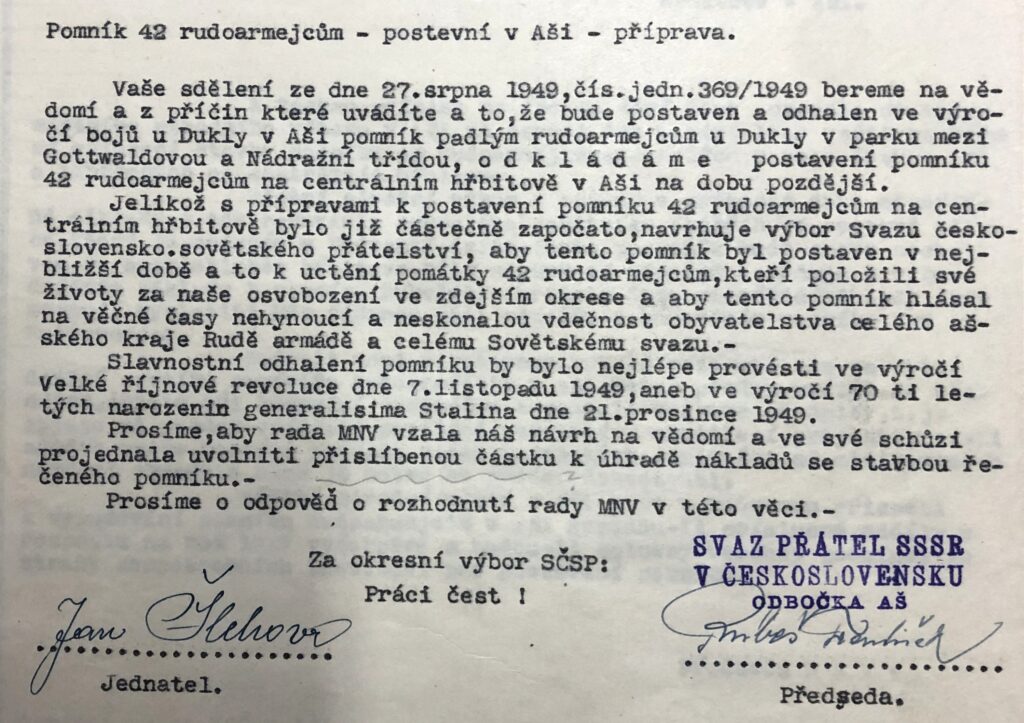 Pomník 42 rudoarmejcům - postevní v Aši - příprava.
Vaše sdělení ze dne 27.srpna 1949,čís.jedn.369/1949 bereme na vě-
domí a z příčin které uvádíte a to,že bude postaven a odhalen ve výro-
čí bojů u Dukly v Aši pomník padlým rudoarmejcům u Dukly v parku mezi
Gottwaldovou a Nádražní třídou, o d k l á d á m e postavení pomníku
42 rudoarmejcům na centrálním hřbitově v Aši na dobu pozdější.
Jelikož s přípravami k postavení pomníku 42 rudoarmejcům na cen-
trálním hřbitově bylo již částečně započato,navrhuje výbor Svazu česko-
slovensko.sovětského přátelství, aby tento pomník byl postaven v nej-
bližší době a to k uctění památky 42 rudoarmejcům,kteří položili své
životy za naše osvobození ve zdejším okrese a aby tento pomník hlásal
na věčné časy nehynoucí a neskonalou vdečnost obyvatelstva celého aš-
ského kraje Rudě armádě a celému Sovětskému svazu.-
Slavnostní odhalení pomníku by bylo nejlépe provésti ve výročí
Velké říjnové revoluce dne 7.listopadu 1949,aneb ve výročí 70 ti le-
tých narozenin generalisima Stalina dne 21.prosince 1949.
Prosíme,aby rada MNV vzala náš návrh na vědomí a ve své schůzi
projednala uvolniti přislíbenou částku k úhradě nákladů se stavbou ře-
čeného pomníku.-
Prosíme o odpověď o rozhodnutí rady MNV v této věci.-
Za okresní výbor SČSP:
Práci čest !
SVAZ PŘÁTEL SSSR
V ČESKOSLOVENSKU
ODBOČKA AŠ
Jan
Jednatel.
Předseda.